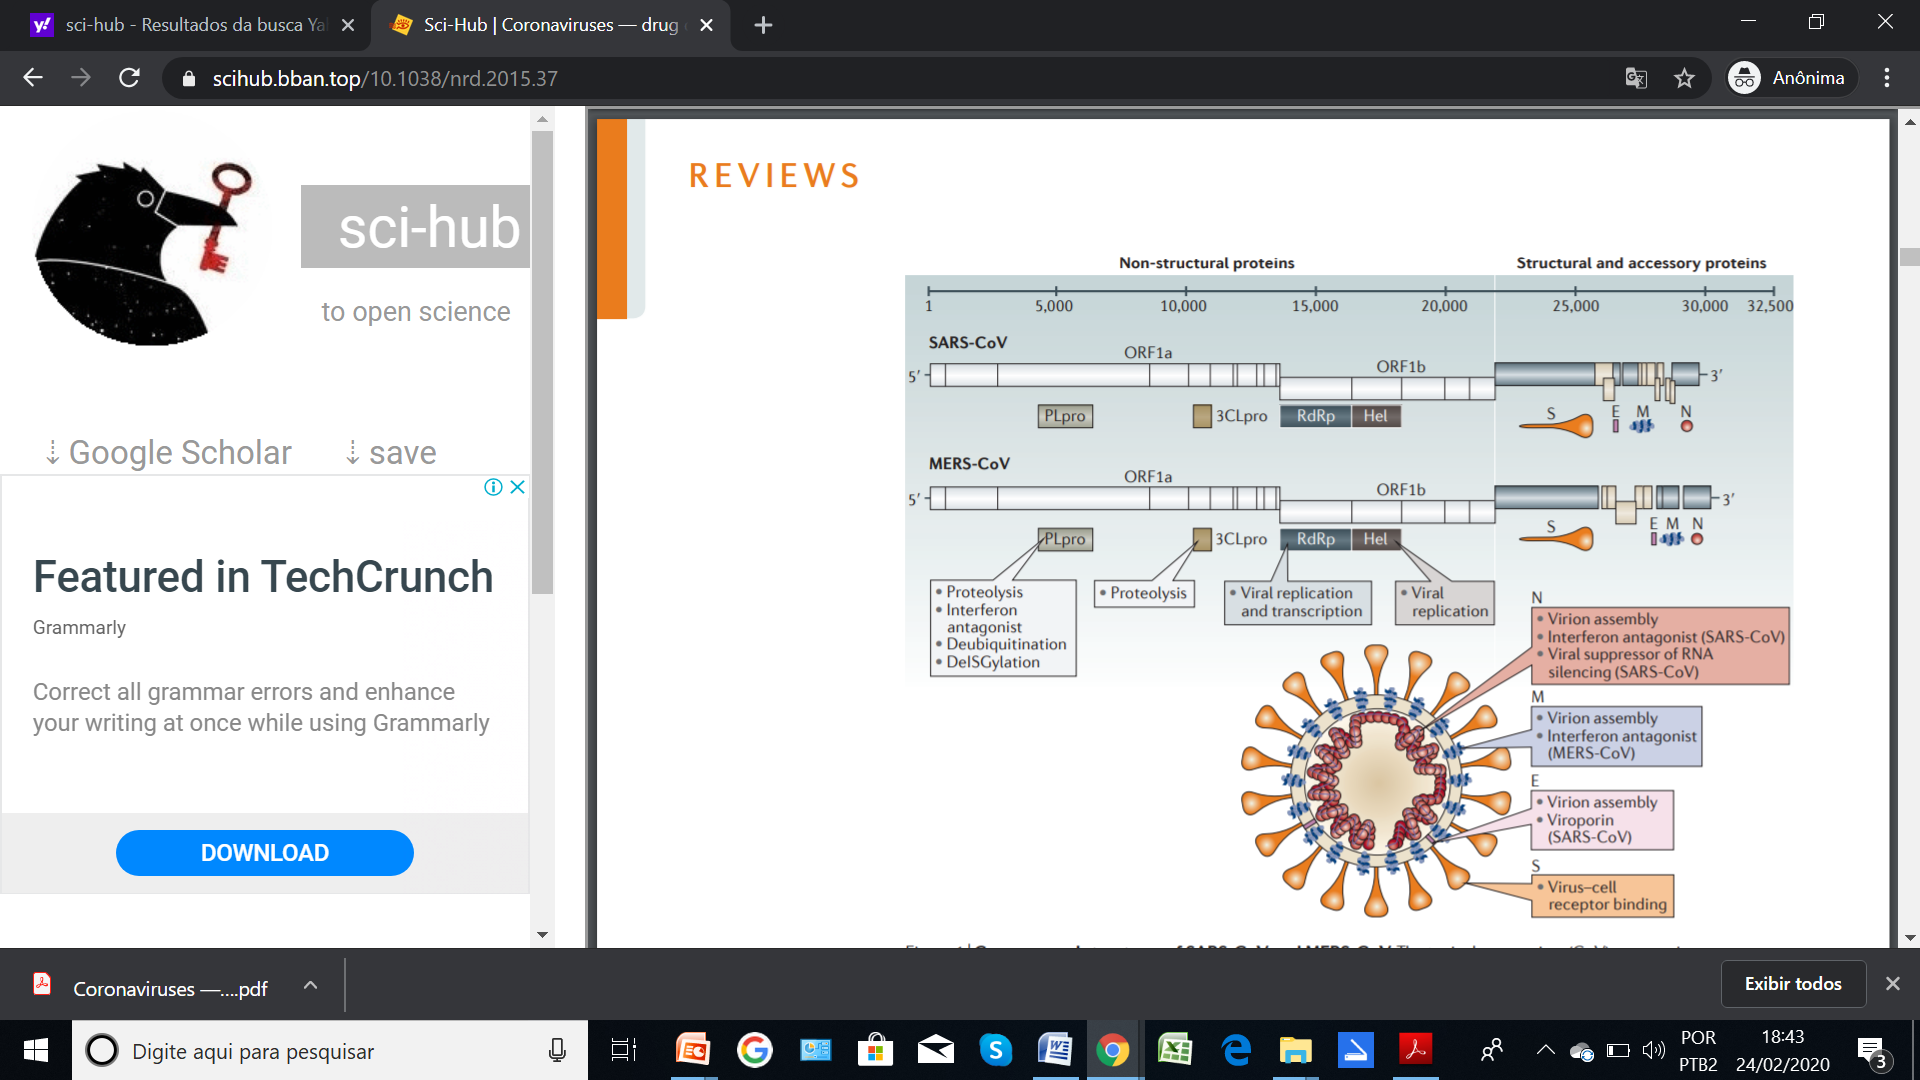 sci-hub - Resultados da busca Ya
Sci-Hub | Coronaviruses — drug
scihub.bban.top/10.1038/nrd.2015.37
Anônima
sci-hub
to open science
⇣ Google Scholar
⇣ save
Featured in TechCrunch
Grammarly
Correct all grammar errors and enhance
your writing at once while using Grammarly
DOWNLOAD
REVIEWS
Non-structural proteins
Structural and accessory proteins
1 5,000 10,000 15,000 20,000 25,000 30,000 32,500
SARS-CoV
ORF1a
ORF1b
5′
3′
PLpro 3CLpro RdRp Hel
S E M N
MERS-CoV
ORF1a
ORF1b
5′
3′
PLpro 3CLpro RdRp Hel
S E M N
• Proteolysis
• Interferon
antagonist
• Deubiquitination
• DeISGylation
• Proteolysis
• Viral replication
and transcription
• Viral
replication
N
• Virion assembly
• Interferon antagonist (SARS-CoV)
• Viral suppressor of RNA
silencing (SARS-CoV)
M
• Virion assembly
• Interferon antagonist
(MERS-CoV)
E
• Virion assembly
• Viroporin
(SARS-CoV)
S
• Virus–cell
receptor binding
Coronaviruses —....pdf
Exibir todos
Digite aqui para pesquisar
POR
PTB2
18:43
24/02/2020
3